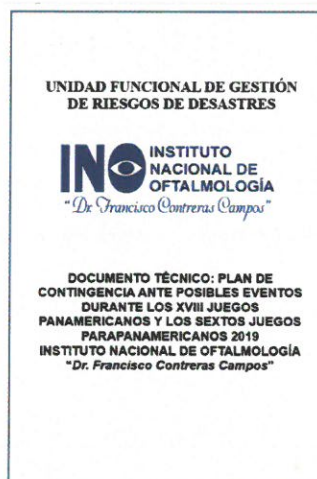 UNIDAD FUNCIONAL DE GESTIÓN
DE RIESGOS DE DESASTRES
INO INSTITUTO
NACIONAL DE
OFTALMOLOGÍA
"Dr. Francisco Contreras Campos"
DOCUMENTO TÉCNICO: PLAN DE
CONTINGENCIA ANTE POSIBLES EVENTOS
DURANTE LOS XVIII JUEGOS
PANAMERICANOS Y LOS SEXTOS JUEGOS
PARAPANAMERICANOS 2019
INSTITUTO NACIONAL DE OFTALMOLOGÍA
"Dr. Francisco Contreras Campos"